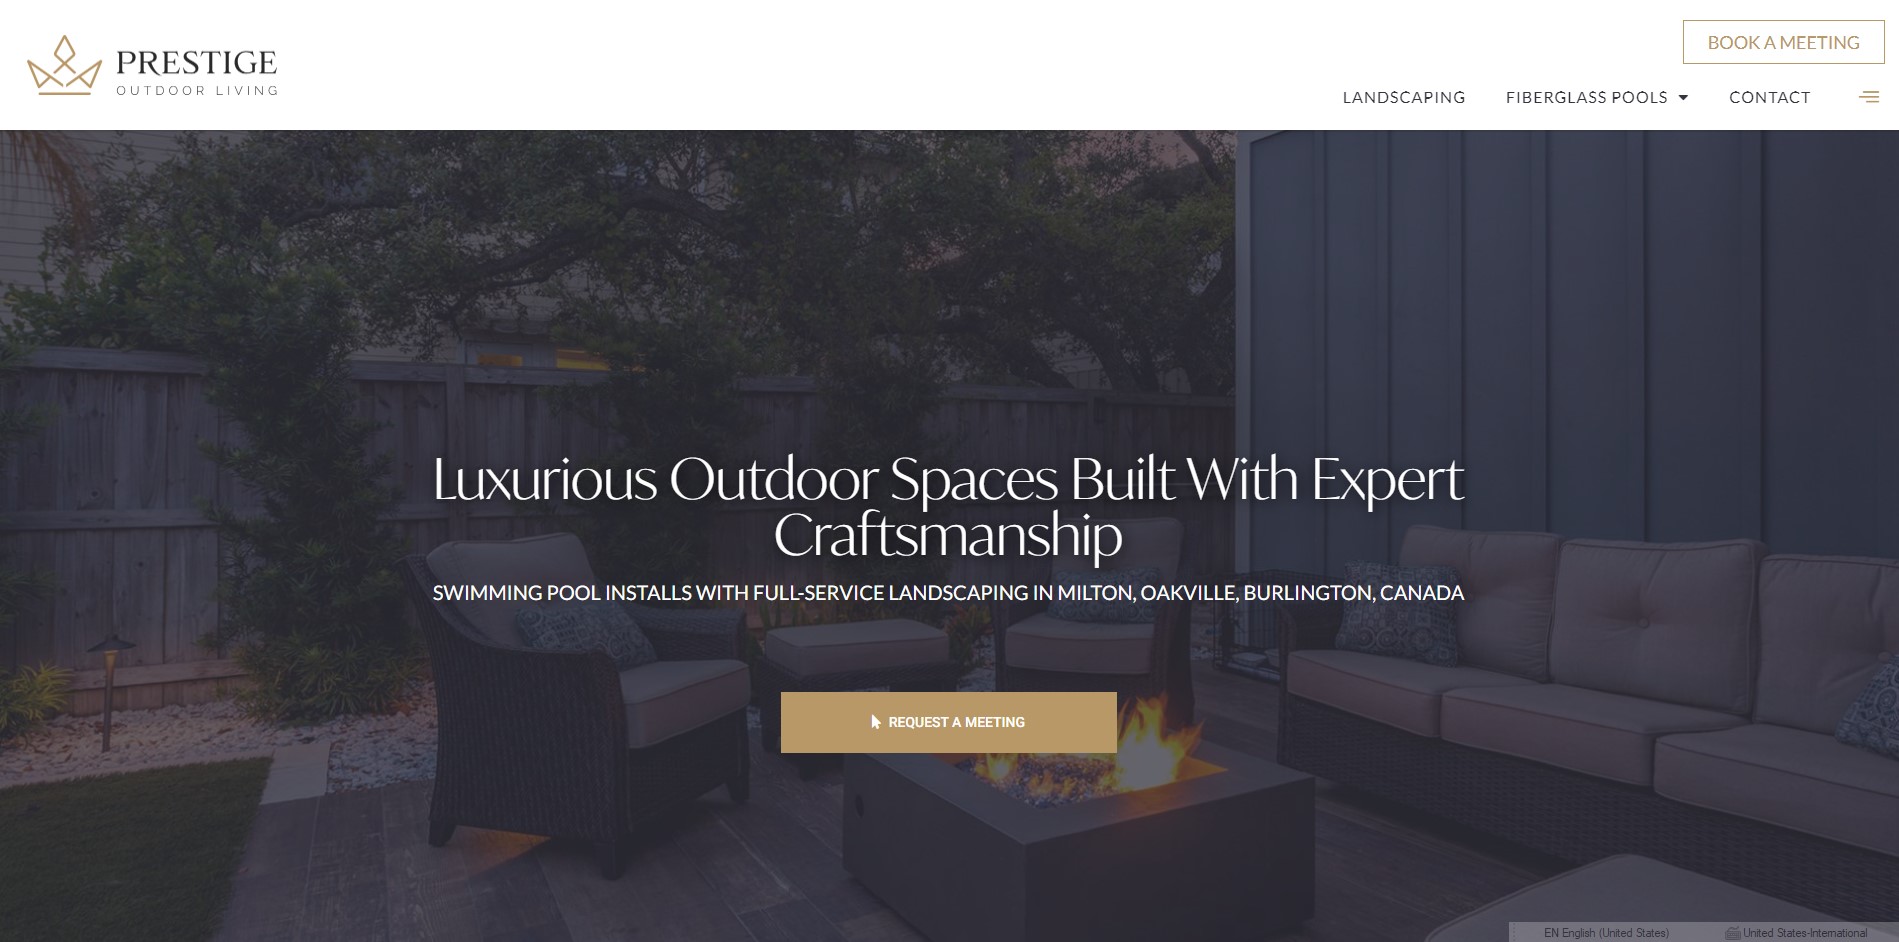 PRESTIGE
OUTDOOR LIVING
BOOK A MEETING
LANDSCAPING
FIBERGLASS POOLS
CONTACT
Luxurious Outdoor Spaces Built With Expert
Craftsmanship
SWIMMING POOL INSTALLS WITH FULL-SERVICE LANDSCAPING IN MILTON, OAKVILLE, BURLINGTON, CANADA
REQUEST A MEETING
EN English (United States)
United States-International